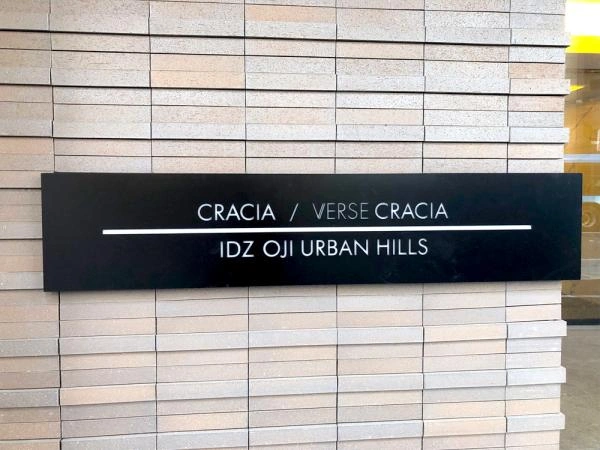 CRACIA / VERSE CRACIA
IDZ OJI URBAN HILLS